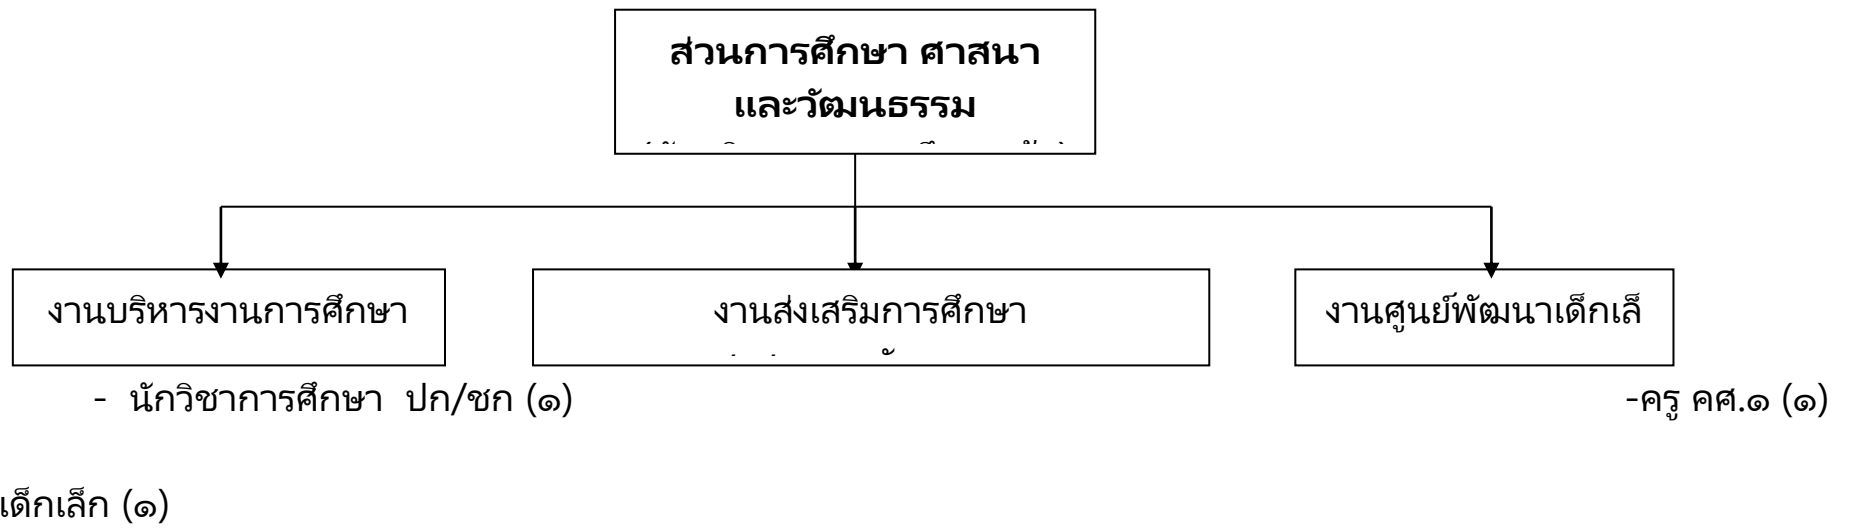 ส่วนการศึกษา ศาสนา
และวัฒนธรรม
งานบริหารงานการศึกษา
งานส่งเสริมการศึกษา
งานศูนย์พัฒนาเด็กเล็
- นักวิชาการศึกษา ปก/ชก (๑)
-ครู คศ.๑ (๑)
เด็กเล็ก (๑)